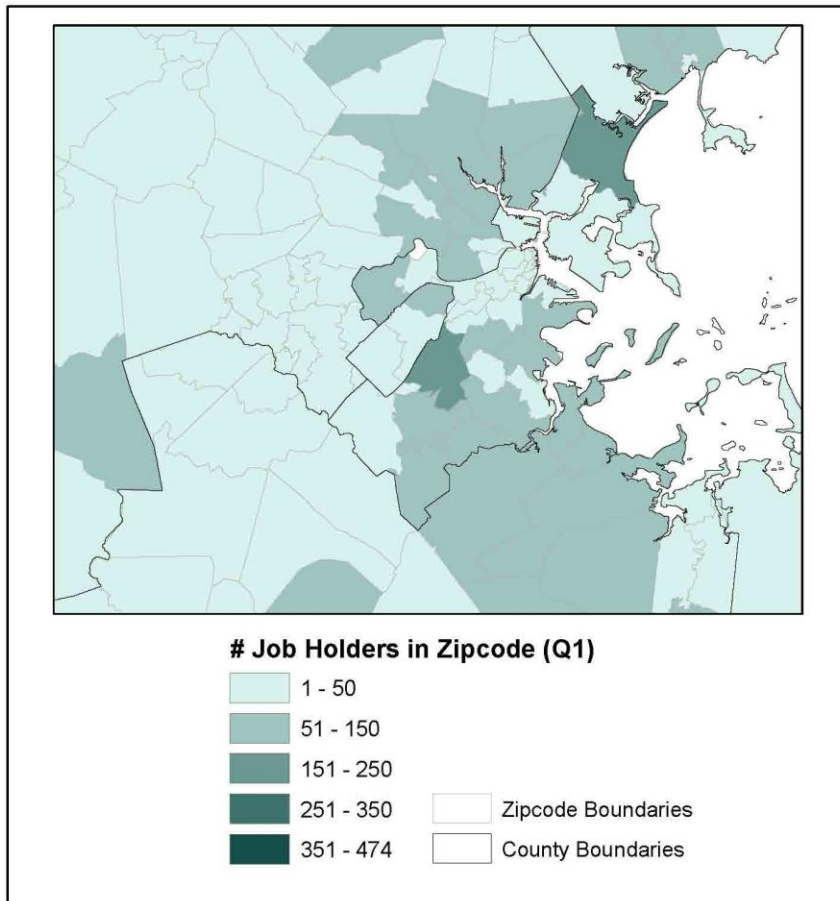 # Job Holders in Zipcode (Q1)
1 - 50
51 - 150
151 - 250
251 - 350
351 - 474
Zipcode Boundaries
County Boundaries